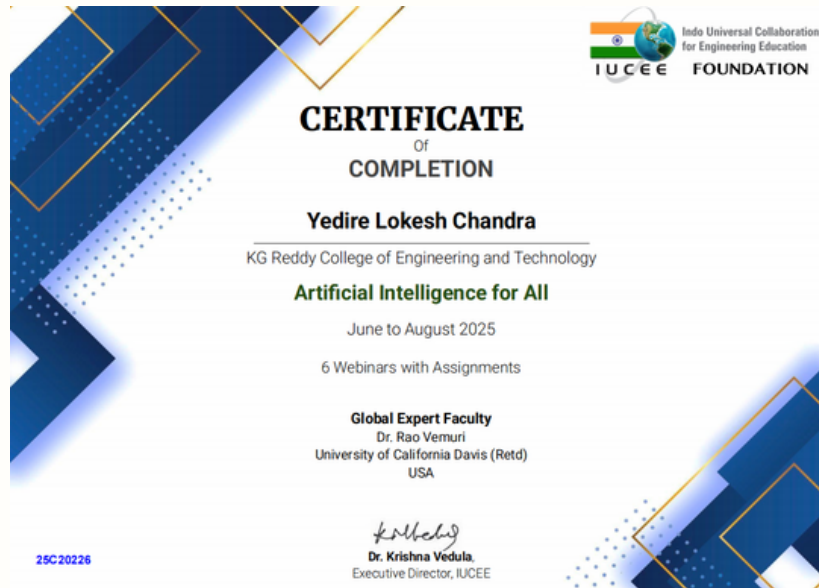 Indo Universal Collaboration
for Engineering Education
IUCEE FOUNDATION
CERTIFICATE
Of
COMPLETION
Yedire Lokesh Chandra
KG Reddy College of Engineering and Technology
Artificial Intelligence for All
June to August 2025
6 Webinars with Assignments
Global Expert Faculty
Dr. Rao Vemuri
University of California Davis (Retd)
USA
Dr. Krishna Vedula,
Executive Director, IUCEE
25C20226